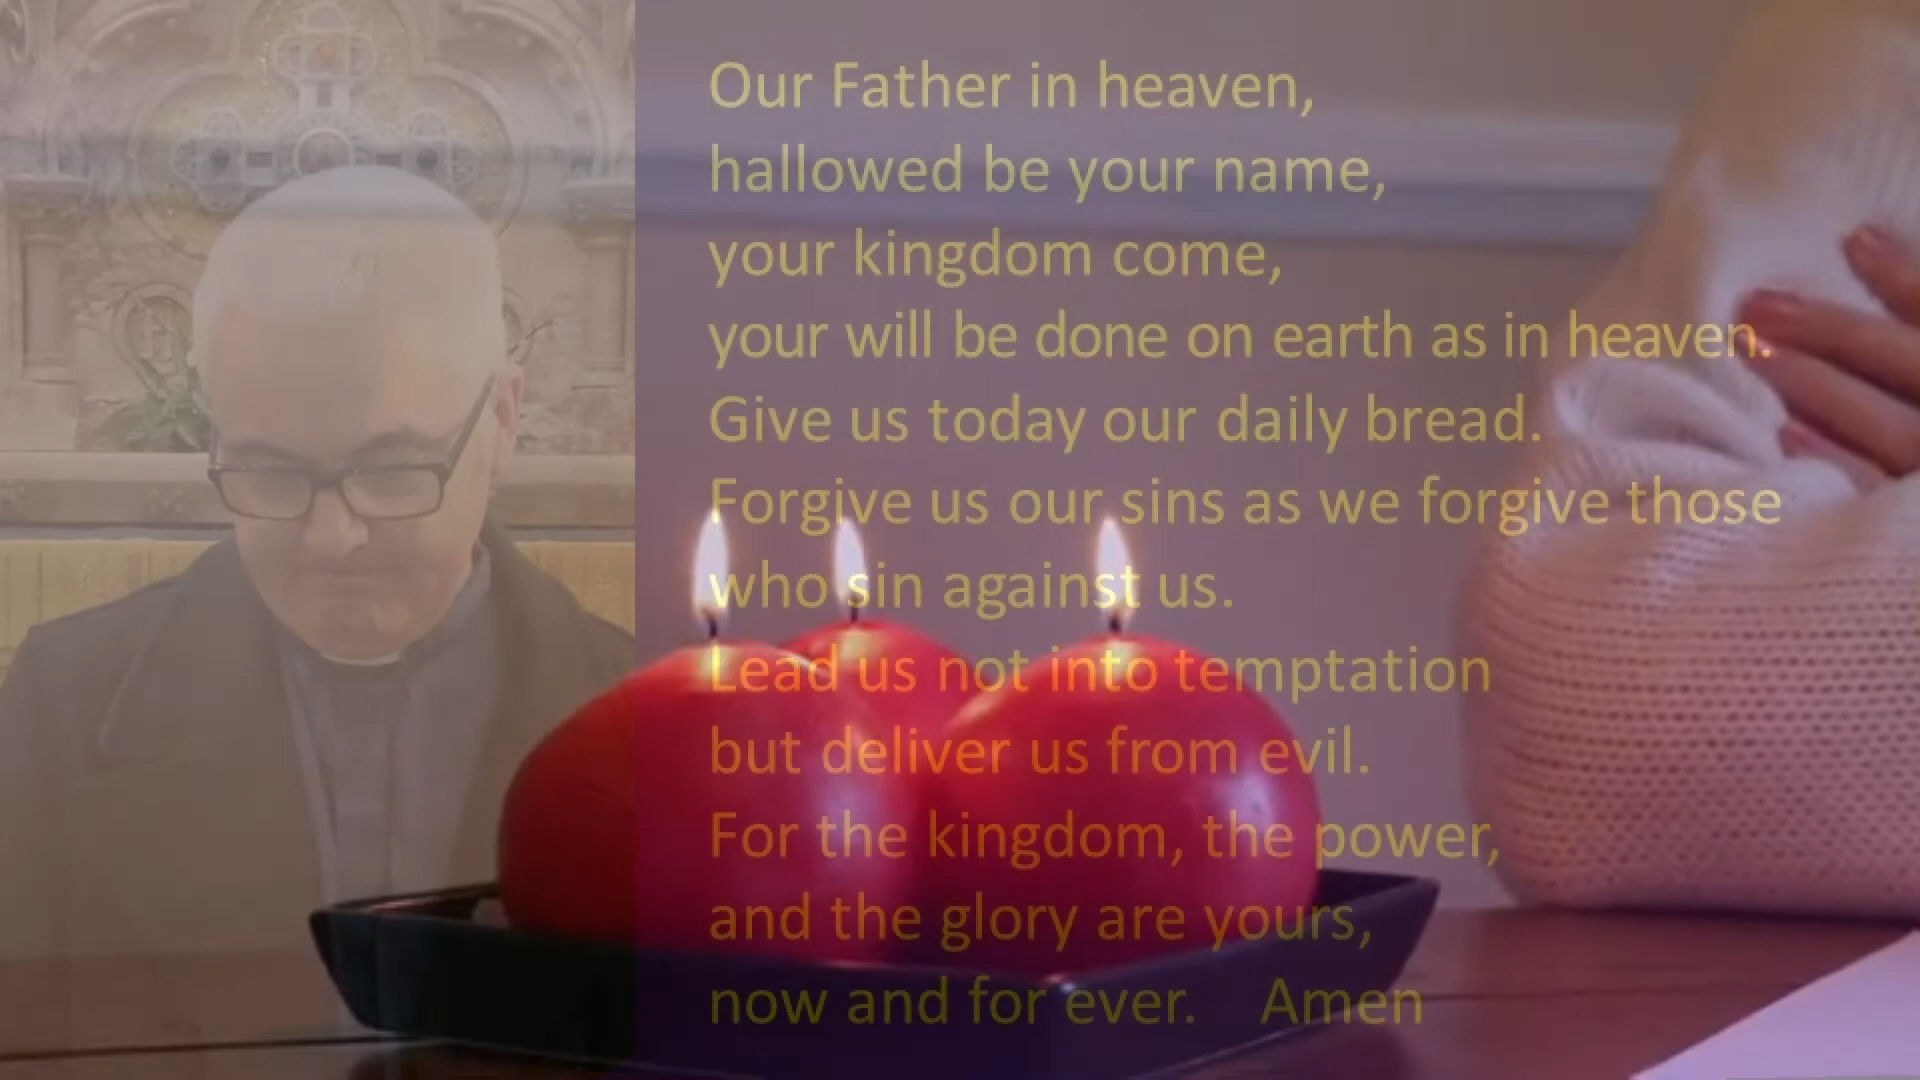 Our Father in heaven,
hallowed be your name,
your kingdom come,
your will be done on earth as in heaven.
Give us today our daily bread.
Forgive us our sins as we forgive those
who sin against us.
Lead us not into temptation
but deliver us from evil.
For the kingdom, the power,
and the glory are yours,
now and for ever. Amen